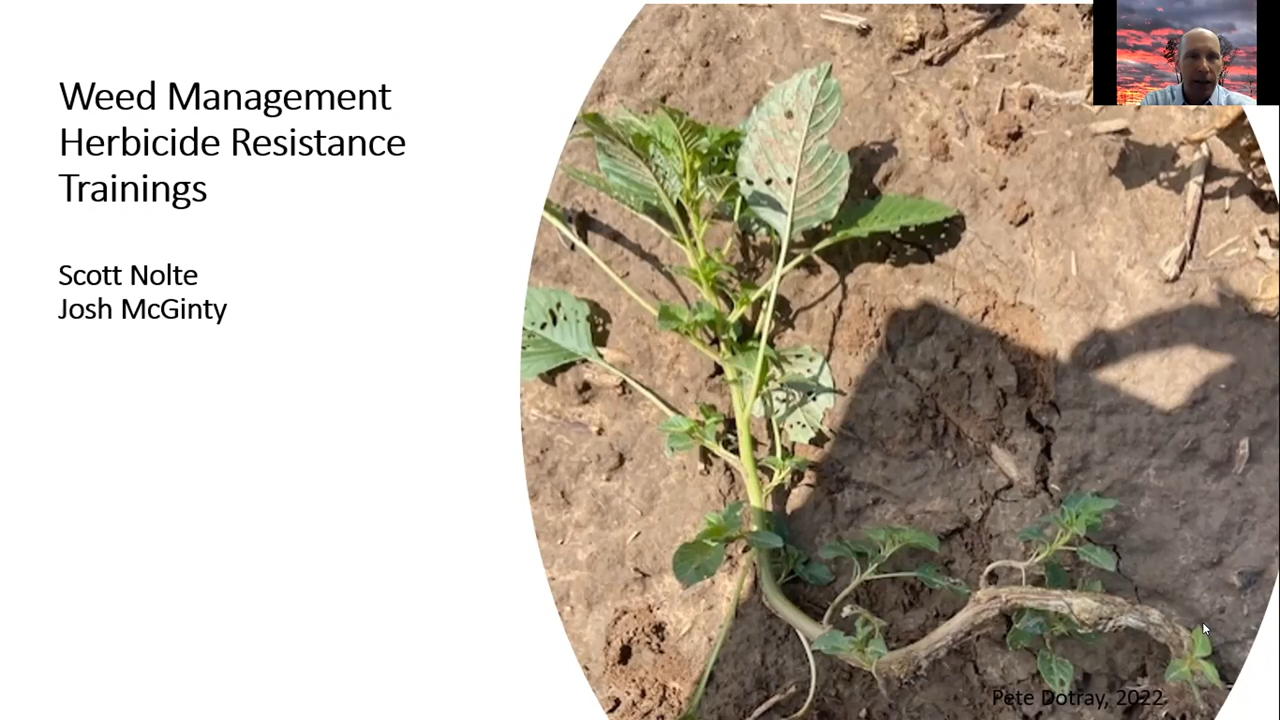 Weed Management
Herbicide Resistance
Trainings
Scott Nolte
Josh McGinty
Pete Dotray, 2022